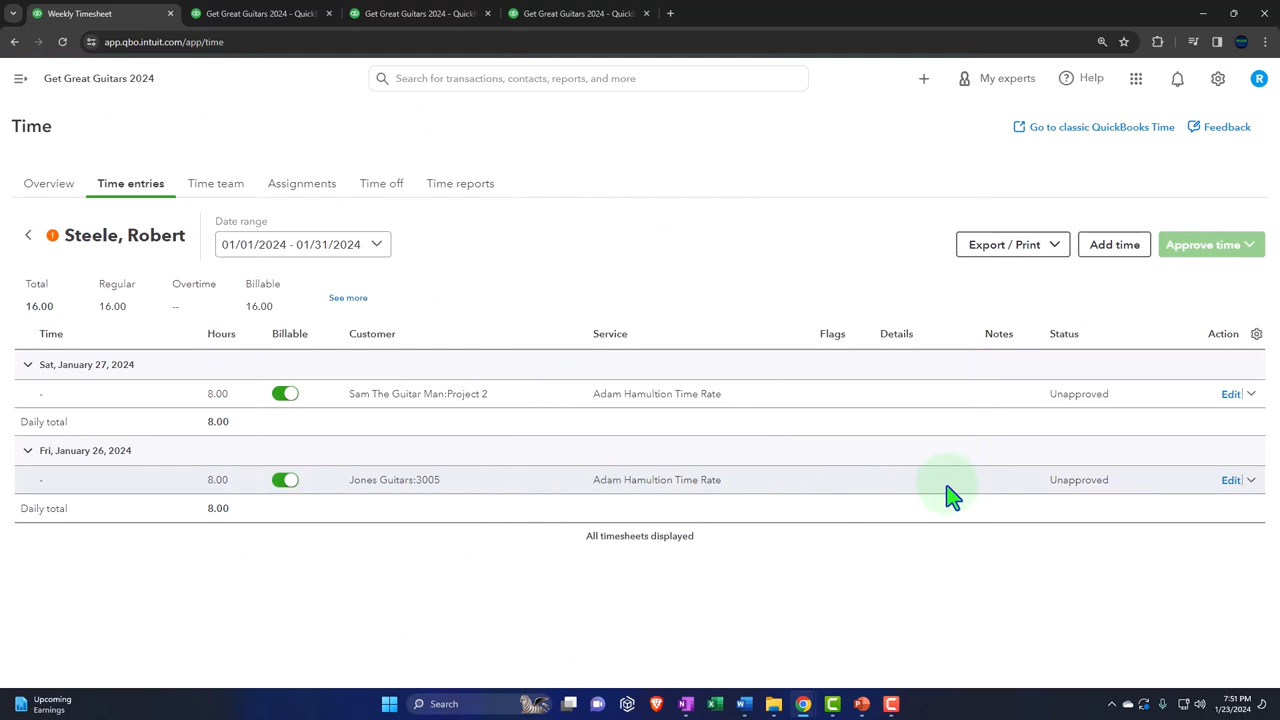 Weekly Timesheet
Get Great Guitars 2024 - QuickB
Get Great Guitars 2024 - QuickB
Get Great Guitars 2024 - QuickB
app.qbo.intuit.com/app/time
Get Great Guitars 2024
Search for transactions, contacts, reports, and more
My experts
Help
R
Time
Go to classic QuickBooks Time
Feedback
Overview Time entries Time team Assignments Time off Time reports
Steele, Robert
Date range
01/01/2024 - 01/31/2024
Export / Print
Add time
Approve time
Total Regular Overtime Billable
16.00 16.00 -- 16.00
See more
Time Hours Billable Customer Service Flags Details Notes Status Action
Sat, January 27, 2024
- 8.00 Sam The Guitar Man:Project 2 Adam Hamultion Time Rate Unapproved Edit
Daily total 8.00
Fri, January 26, 2024
- 8.00 Jones Guitars:3005 Adam Hamultion Time Rate Unapproved Edit
Daily total 8.00
All timesheets displayed
Upcoming
Earnings
Search
7:51 PM
1/23/2024